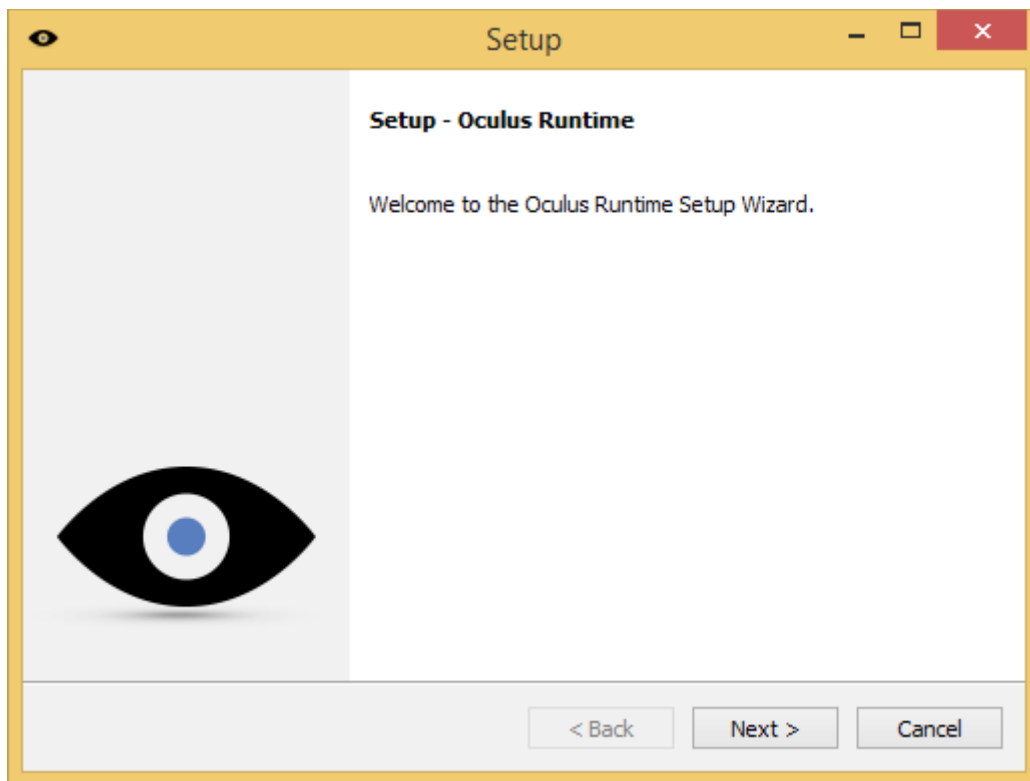 Setup
Setup - Oculus Runtime
Welcome to the Oculus Runtime Setup Wizard.
< Back Next > Cancel